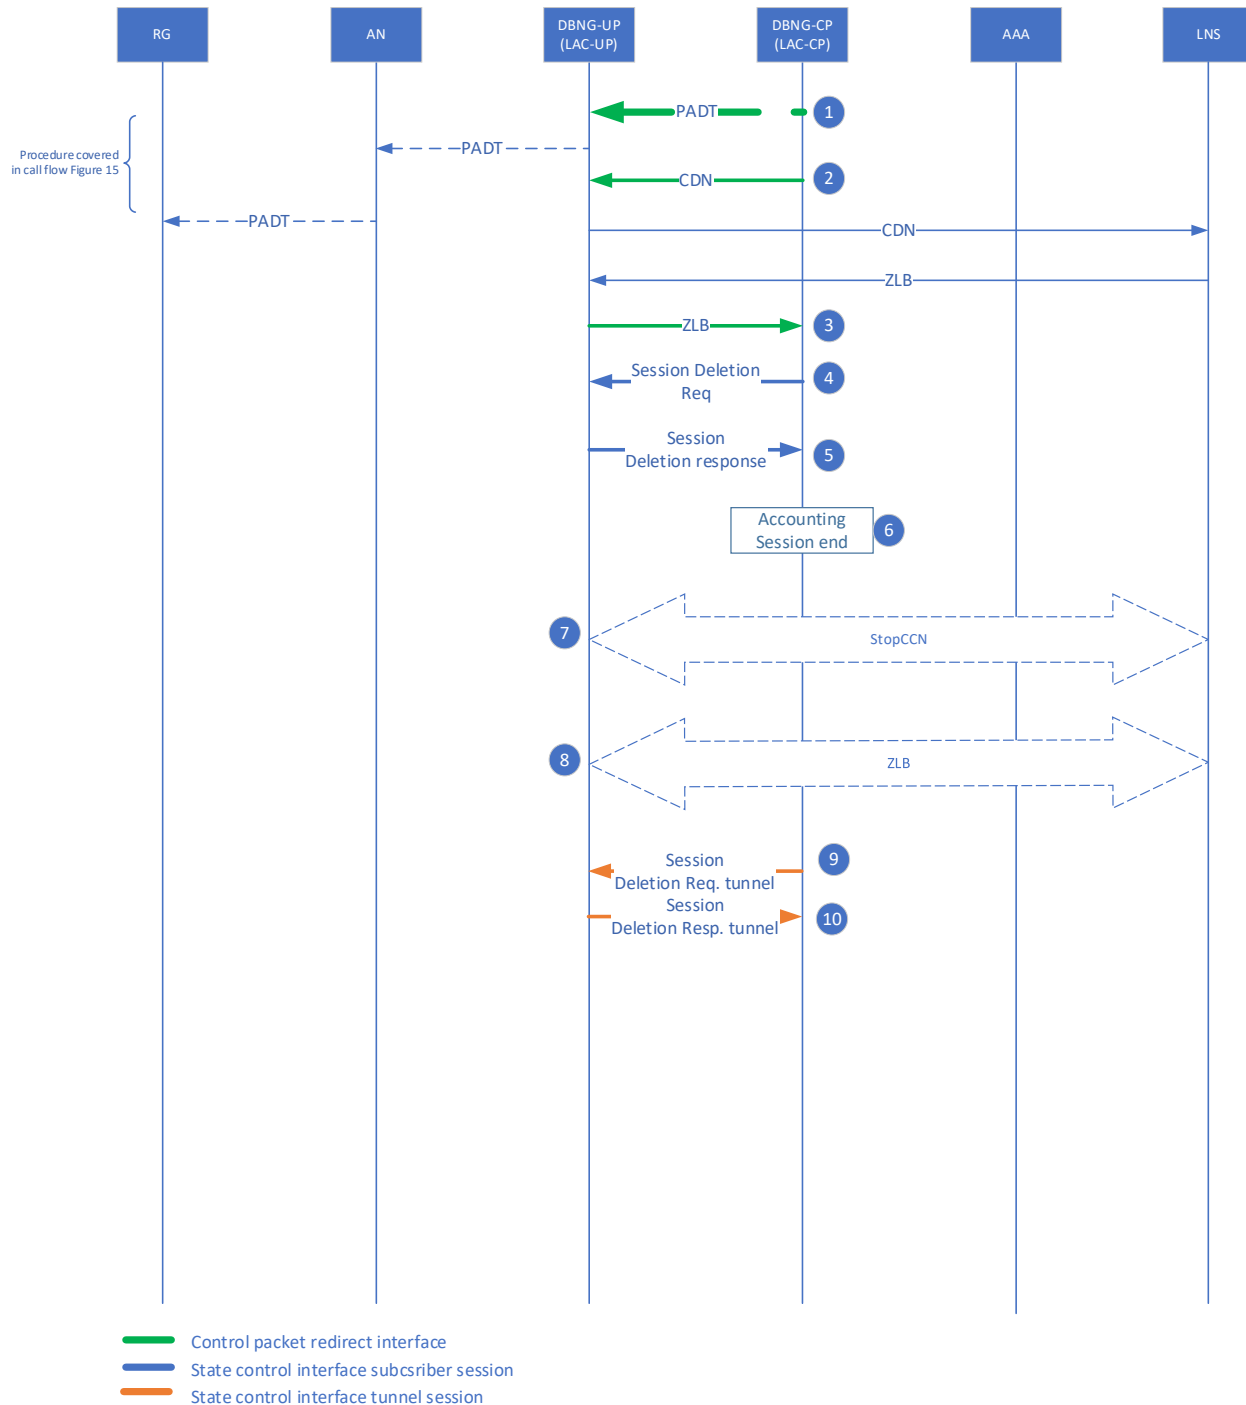 RG
AN
DBNG-UP
(LAC-UP)
DBNG-CP
(LAC-CP)
AAA
LNS
PADT
1
Procedure covered
in call flow Figure 15
PADT
CDN
2
PADT
CDN
ZLB
ZLB
3
Session Deletion
Req
4
Session
Deletion response
5
Accounting
Session end
6
7
StopCCN
8
ZLB
Session
Deletion Req. tunnel
9
Session
Deletion Resp. tunnel
10
Control packet redirect interface
State control interface subcsriber session
State control interface tunnel session